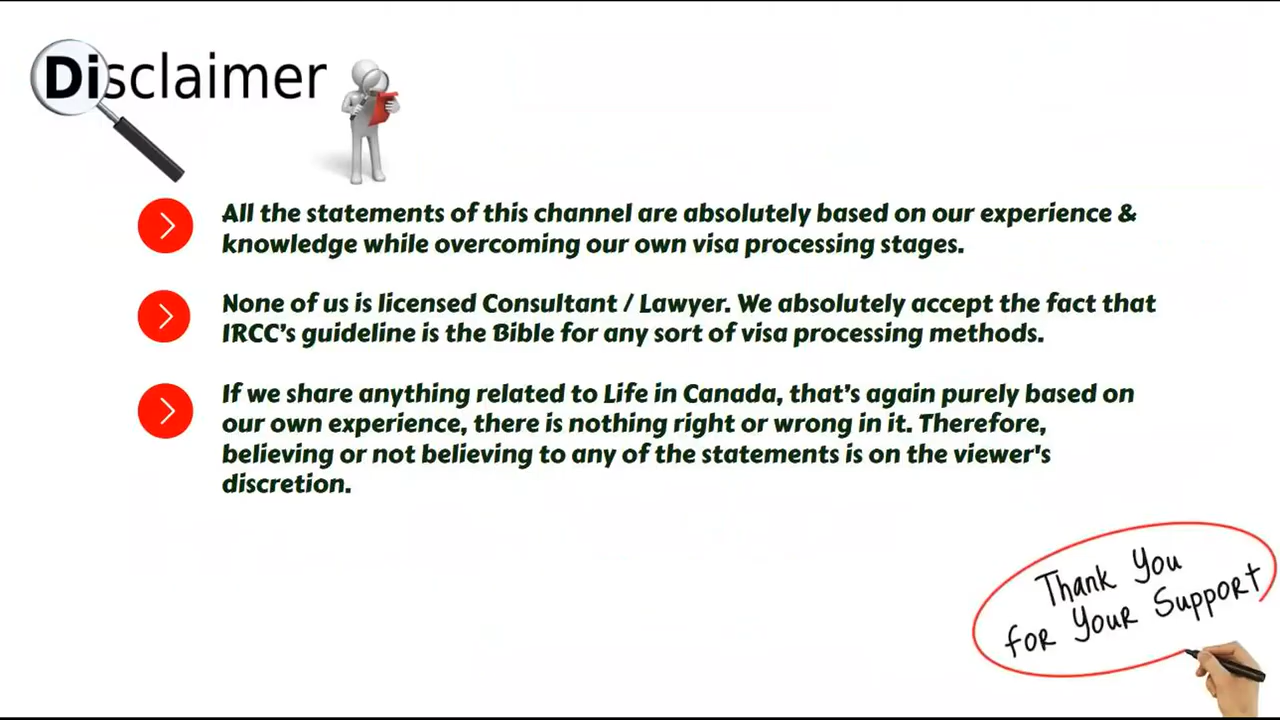 Disclaimer
All the statements of this channel are absolutely based on our experience &
knowledge while overcoming our own visa processing stages.
None of us is licensed Consultant / Lawyer. We absolutely accept the fact that
IRCC's guideline is the Bible for any sort of visa processing methods.
If we share anything related to Life in Canada, that's again purely based on
our own experience, there is nothing right or wrong in it. Therefore,
believing or not believing to any of the statements is on the viewer's
discretion.
Thank You
for Your Support